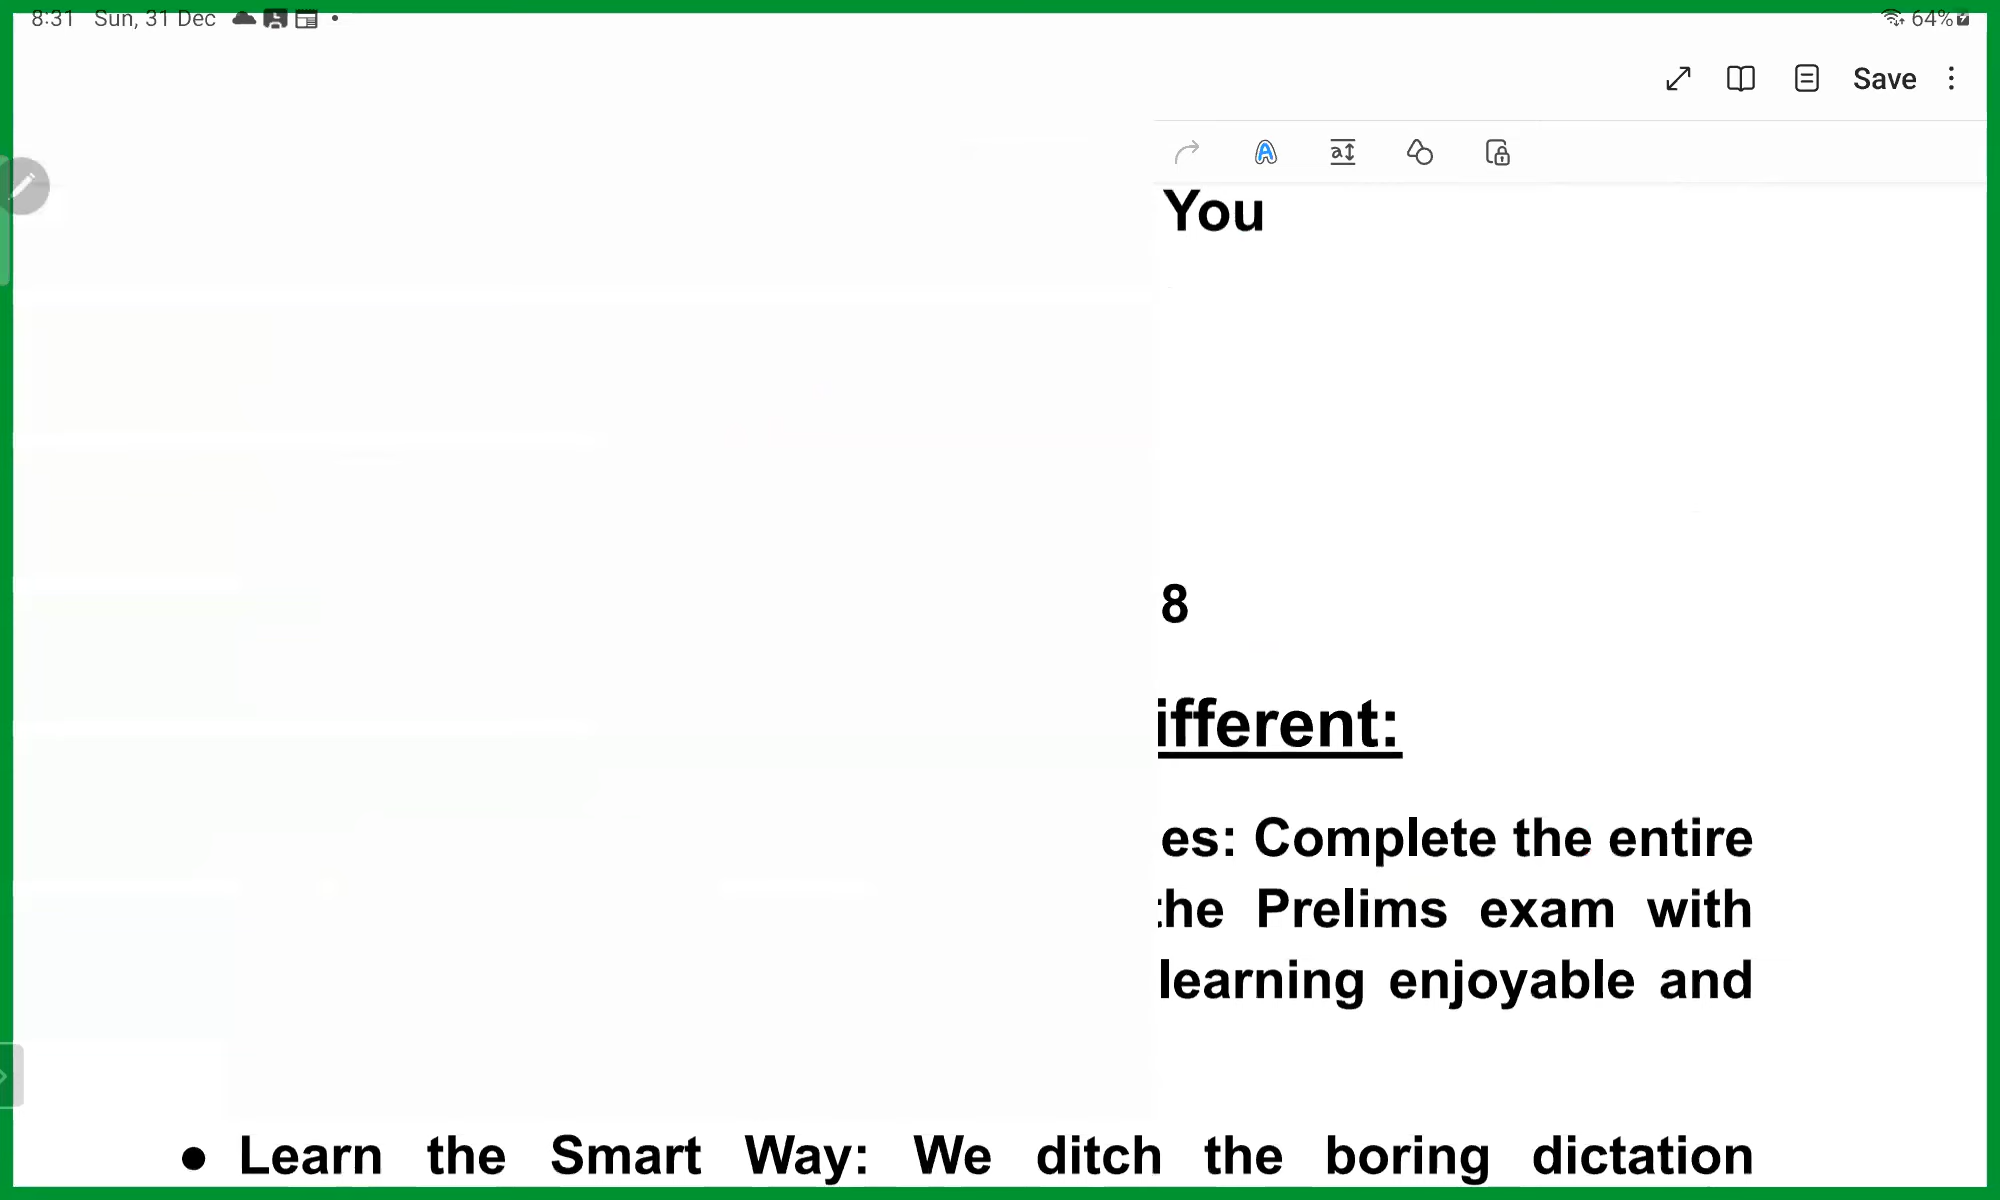 8:31 Sun, 31 Dec
64%
Save
You
8
ifferent:
es: Complete the entire
the Prelims exam with
learning enjoyable and
● Learn the Smart Way: We ditch the boring dictation